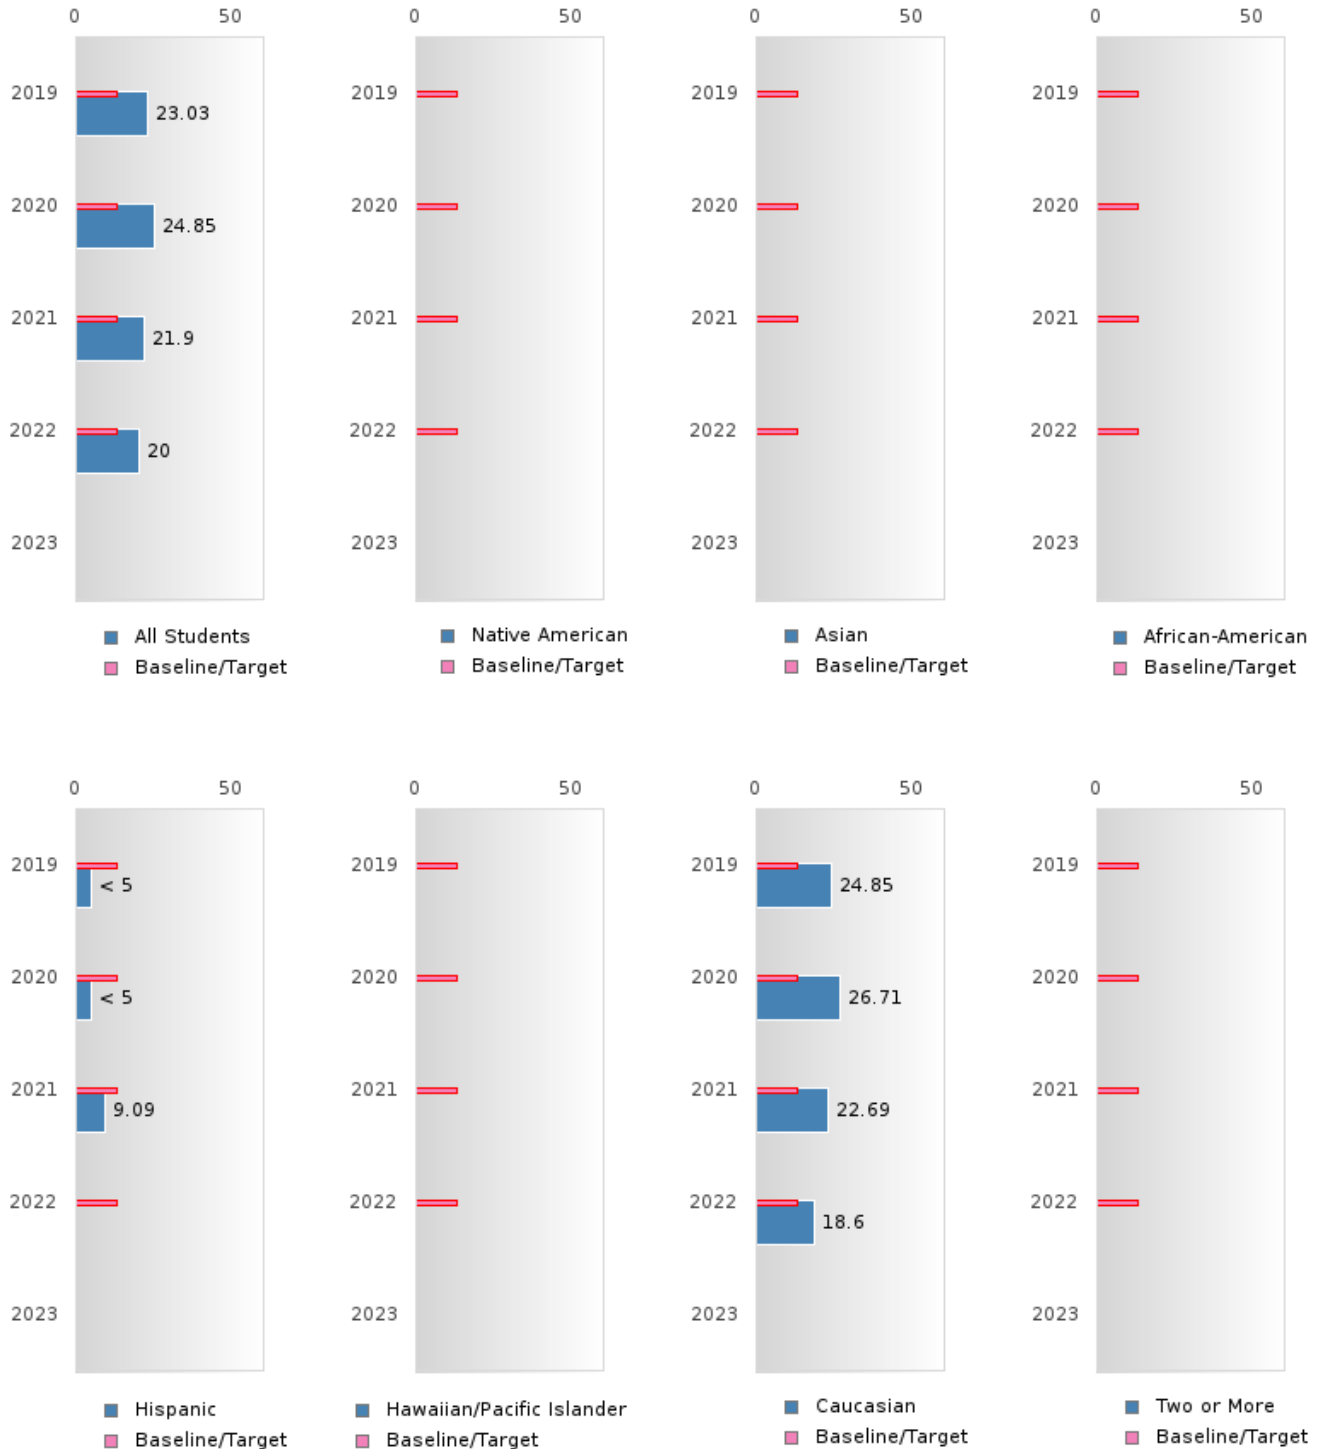 0 50 0 50 0 50 0 50
2019 23.03 2019 2019 2019
2020 24.85 2020 2020 2020
2021 21.9 2021 2021 2021
2022 20 2022 2022 2022
2023 2023 2023 2023
All Students Native American Asian African-American
Baseline/Target Baseline/Target Baseline/Target Baseline/Target
0 50 0 50 0 50 0 50
2019 < 5 2019 2019 24.85 2019
2020 < 5 2020 2020 26.71 2020
2021 9.09 2021 2021 22.69 2021
2022 2022 2022 18.6 2022
2023 2023 2023 2023
Hispanic Hawaiian/Pacific Islander Caucasian Two or More
Baseline/Target Baseline/Target Baseline/Target Baseline/Target